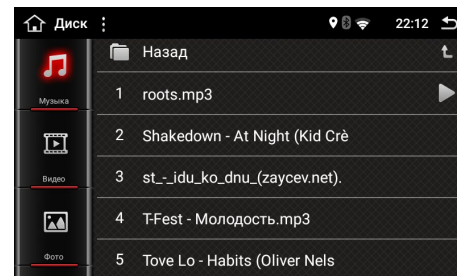 Диск 22:12
Назад
Музыка
1 roots.mp3
2 Shakedown - At Night (Kid Crè
Видео
3 st_-_idu_ko_dnu_(zaycev.net).
4 T-Fest - Молодость.mp3
Фото
5 Tove Lo - Habits (Oliver Nels